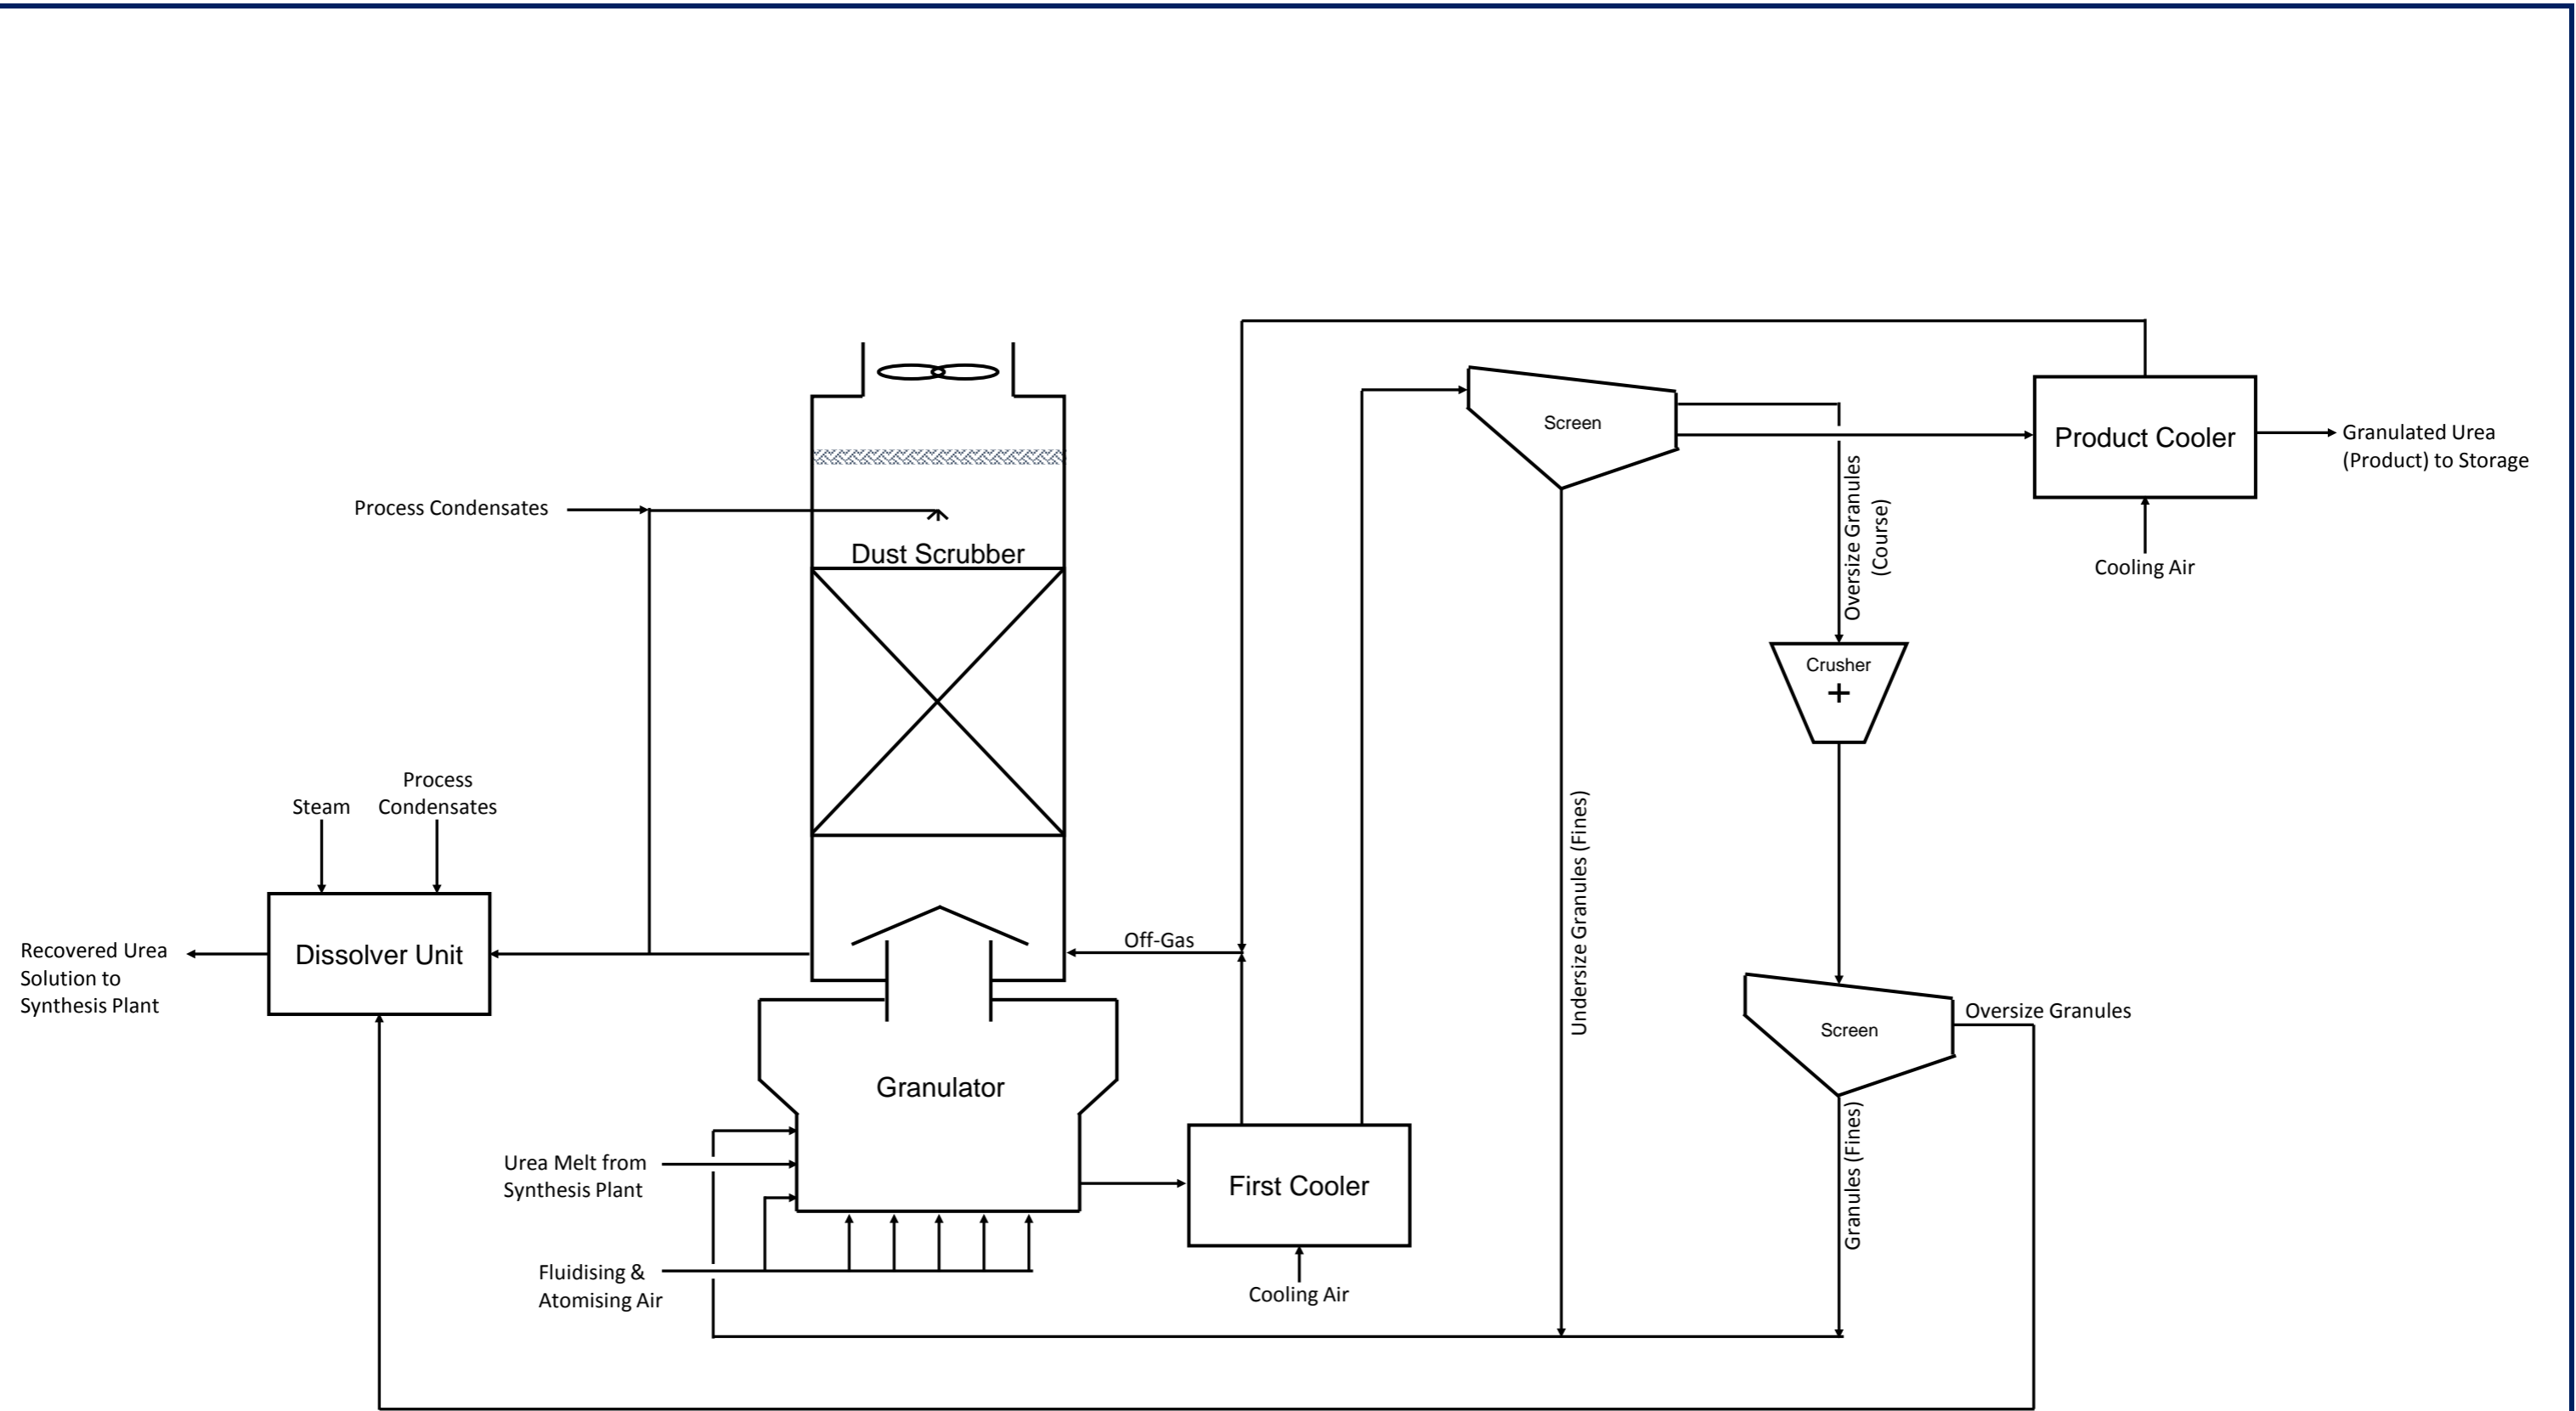 Screen
Product Cooler
Granulated Urea
(Product) to Storage
Oversize Granules
(Course)
Process Condensates
Dust Scrubber
Cooling Air
Crusher
Process
Condensates
Steam
Undersize Granules (Fines)
Off-Gas
Recovered Urea
Solution to
Synthesis Plant
Dissolver Unit
Oversize Granules
Screen
Granulator
Granules (Fines)
Urea Melt from
Synthesis Plant
First Cooler
Fluidising &
Atomising Air
Cooling Air